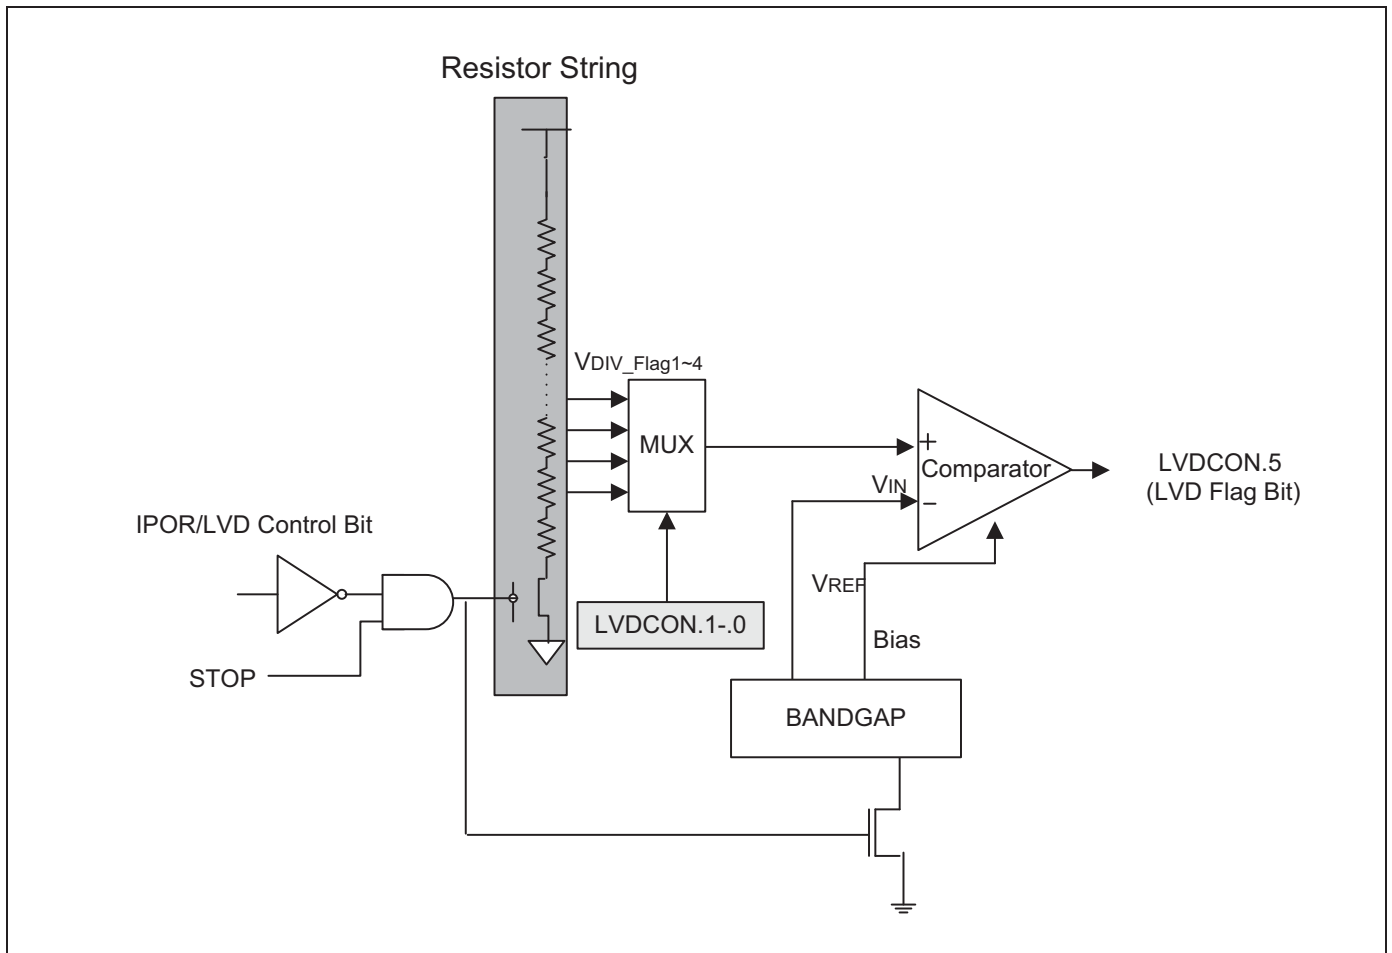 Resistor String
VDIV_Flag1~4
MUX
+
Comparator
VIN
−
LVDCON.5
(LVD Flag Bit)
IPOR/LVD Control Bit
VREF
LVDCON.1-.0
Bias
STOP
BANDGAP